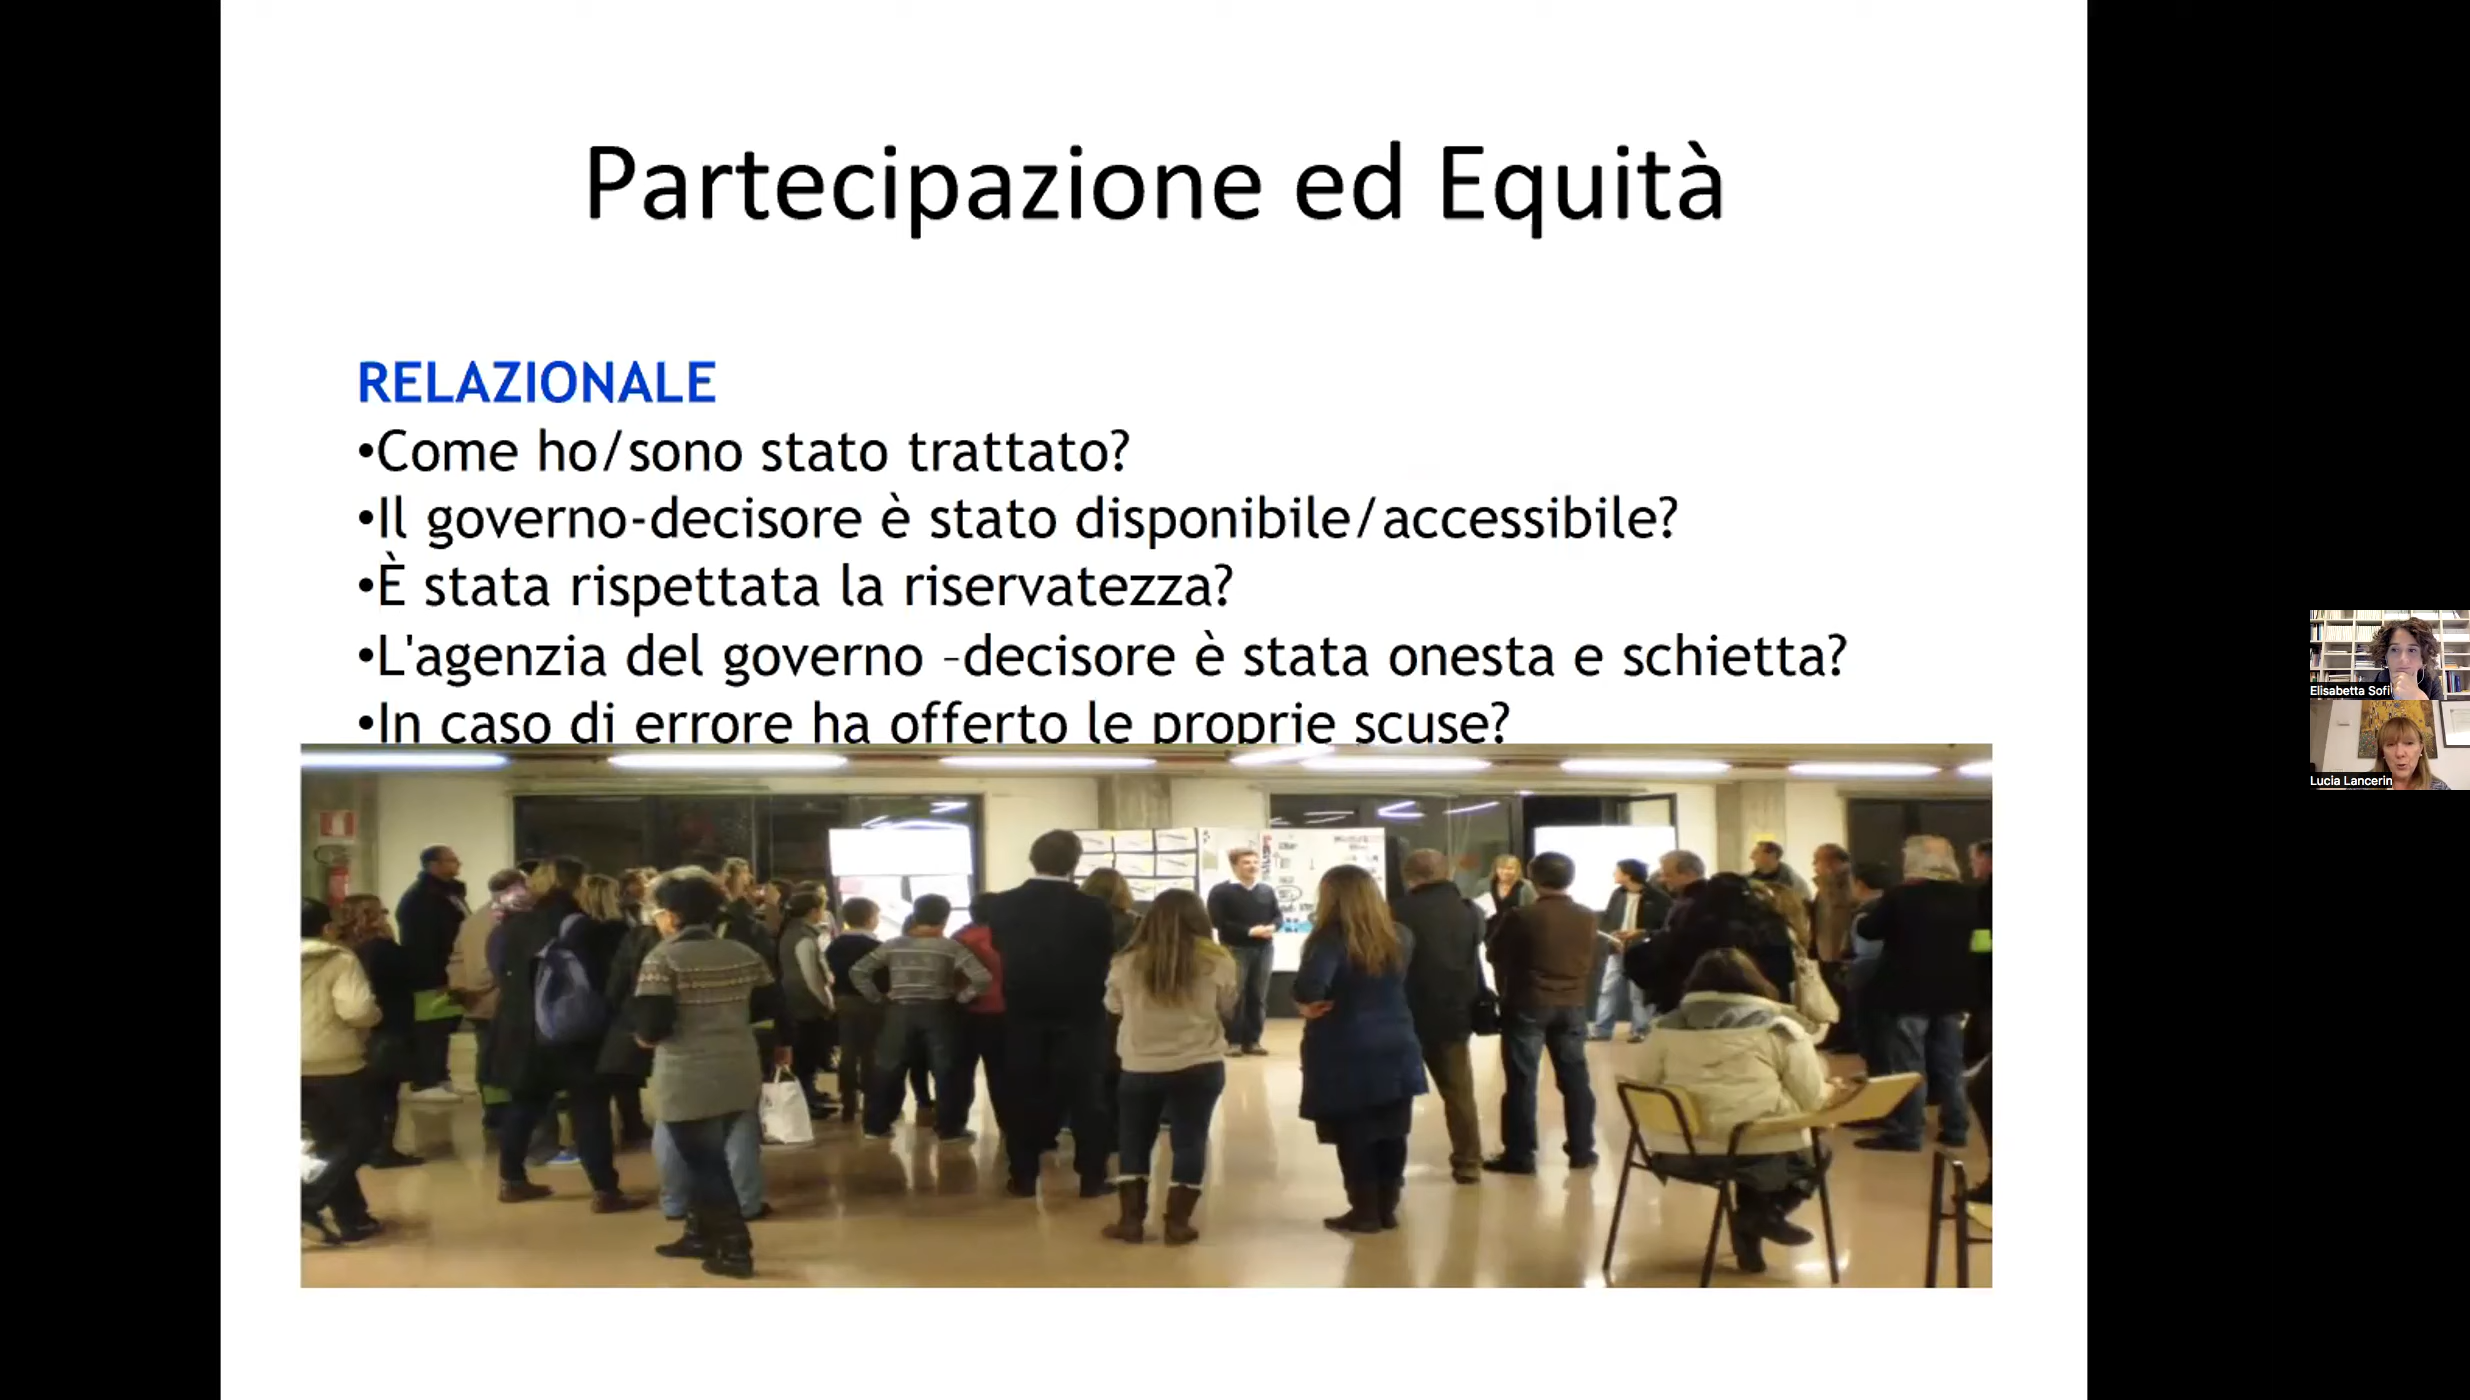 Partecipazione ed Equità
RELAZIONALE
•Come ho/sono stato trattato?
•Il governo-decisore è stato disponibile/accessibile?
•È stata rispettata la riservatezza?
•L'agenzia del governo –decisore è stata onesta e schietta?
•In caso di errore ha offerto le proprie scuse?
Elisabetta Sofi
Lucia Lancerin